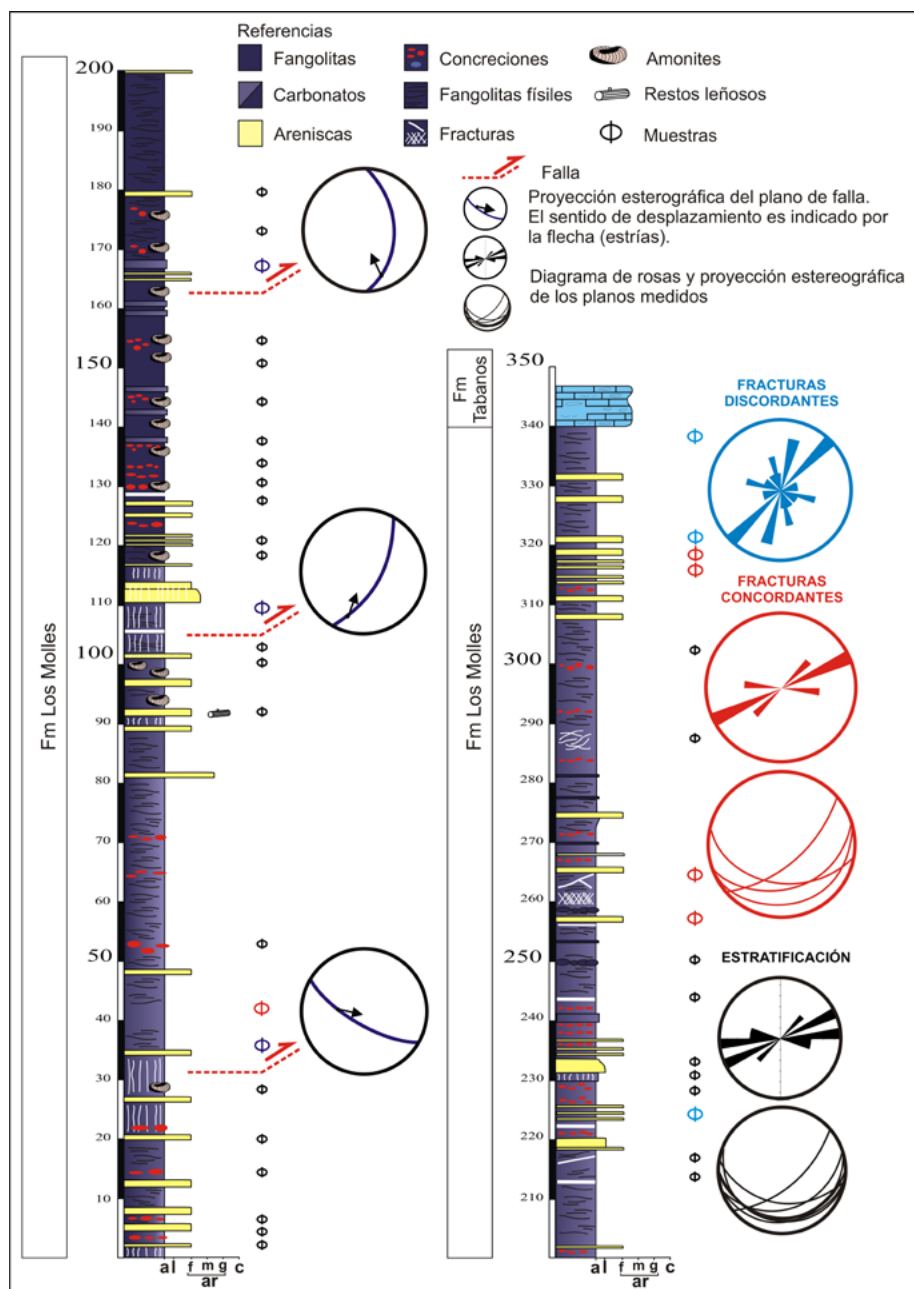 Referencias
Fangolitas
Concreciones
Amonites
Carbonatos
Fangolitas físiles
Restos leñosos
Areniscas
Fracturas
Muestras
Falla
Proyección esterográfica del plano de falla.
El sentido de desplazamiento es indicado por
la flecha (estrías).
Diagrama de rosas y proyección estereográfica
de los planos medidos
Fm Los Molles
200
190
180
170
160
150
140
130
120
110
100
90
80
70
60
50
40
30
20
10
al f m g c
ar
Fm
Tabanos
Fm Los Molles
350
340
330
320
310
300
290
280
270
260
250
240
230
220
210
al f m g c
ar
FRACTURAS
DISCORDANTES
FRACTURAS
CONCORDANTES
ESTRATIFICACIÓN